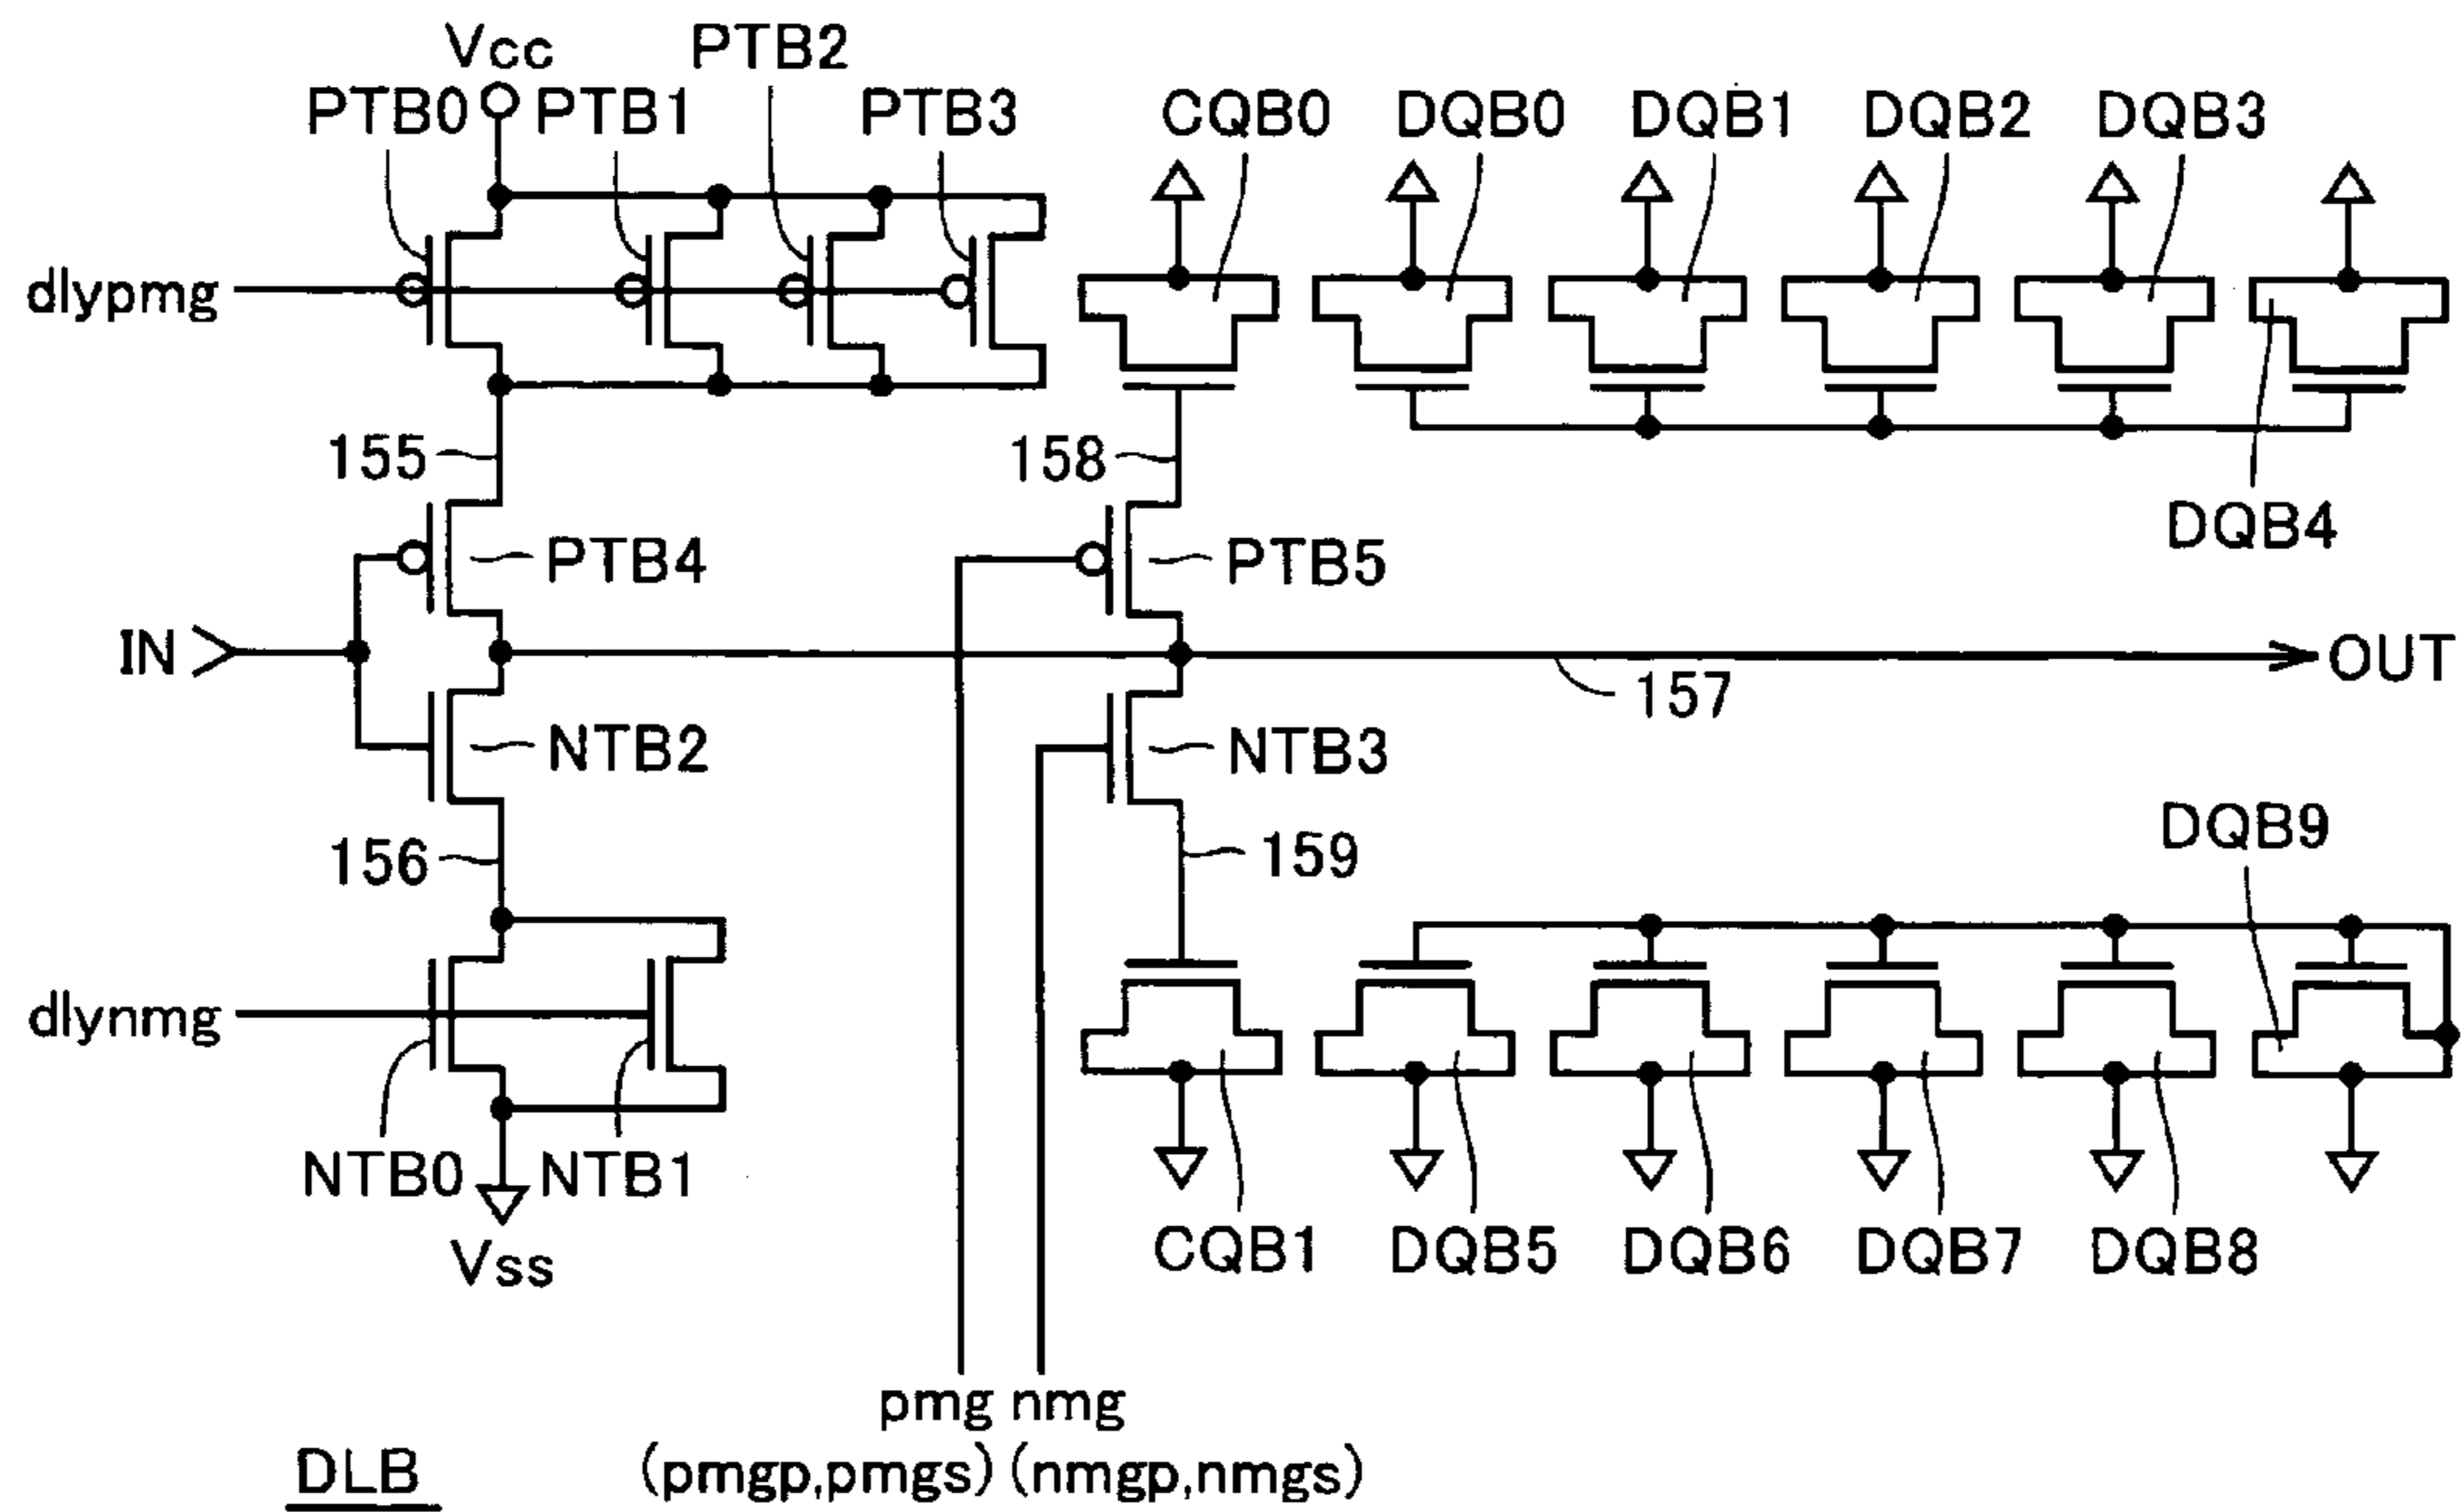 Vcc
PTB2
PTB0
PTB1
PTB3
CQB0
DQB0
DQB1
DQB2
DQB3
dlypmg
155
158
DQB4
PTB4
PTB5
IN
OUT
157
NTB2
NTB3
156
159
DQB9
dlynmg
NTB0
NTB1
Vss
CQB1
DQB5
DQB6
DQB7
DQB8
pmg nmg
DLB
(pmgp,pmgs) (nmgp,nmgs)